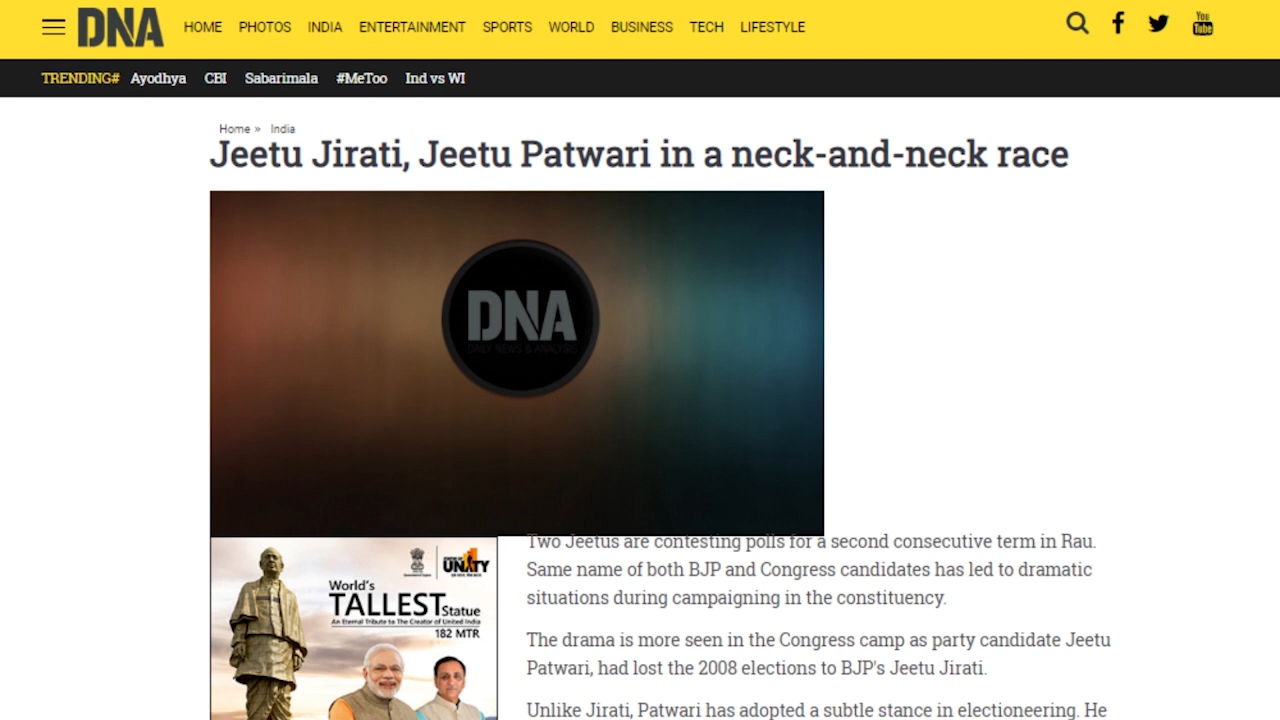 DNA HOME PHOTOS INDIA ENTERTAINMENT SPORTS WORLD BUSINESS TECH LIFESTYLE You Tube
TRENDING# Ayodhya CBI Sabarimala #MeToo Ind vs WI
Home » India
Jeetu Jirati, Jeetu Patwari in a neck-and-neck race
DNA
DAILY NEWS & ANALYSIS
Two Jeetus are contesting polls for a second consecutive term in Rau.
Same name of both BJP and Congress candidates has led to dramatic
situations during campaigning in the constituency.
The drama is more seen in the Congress camp as party candidate Jeetu
Patwari, had lost the 2008 elections to BJP's Jeetu Jirati.
Unlike Jirati, Patwari has adopted a subtle stance in electioneering. He
UNITY
World's
TALLEST Statue
An Eternal Tribute to The Creator of United India
182 MTR